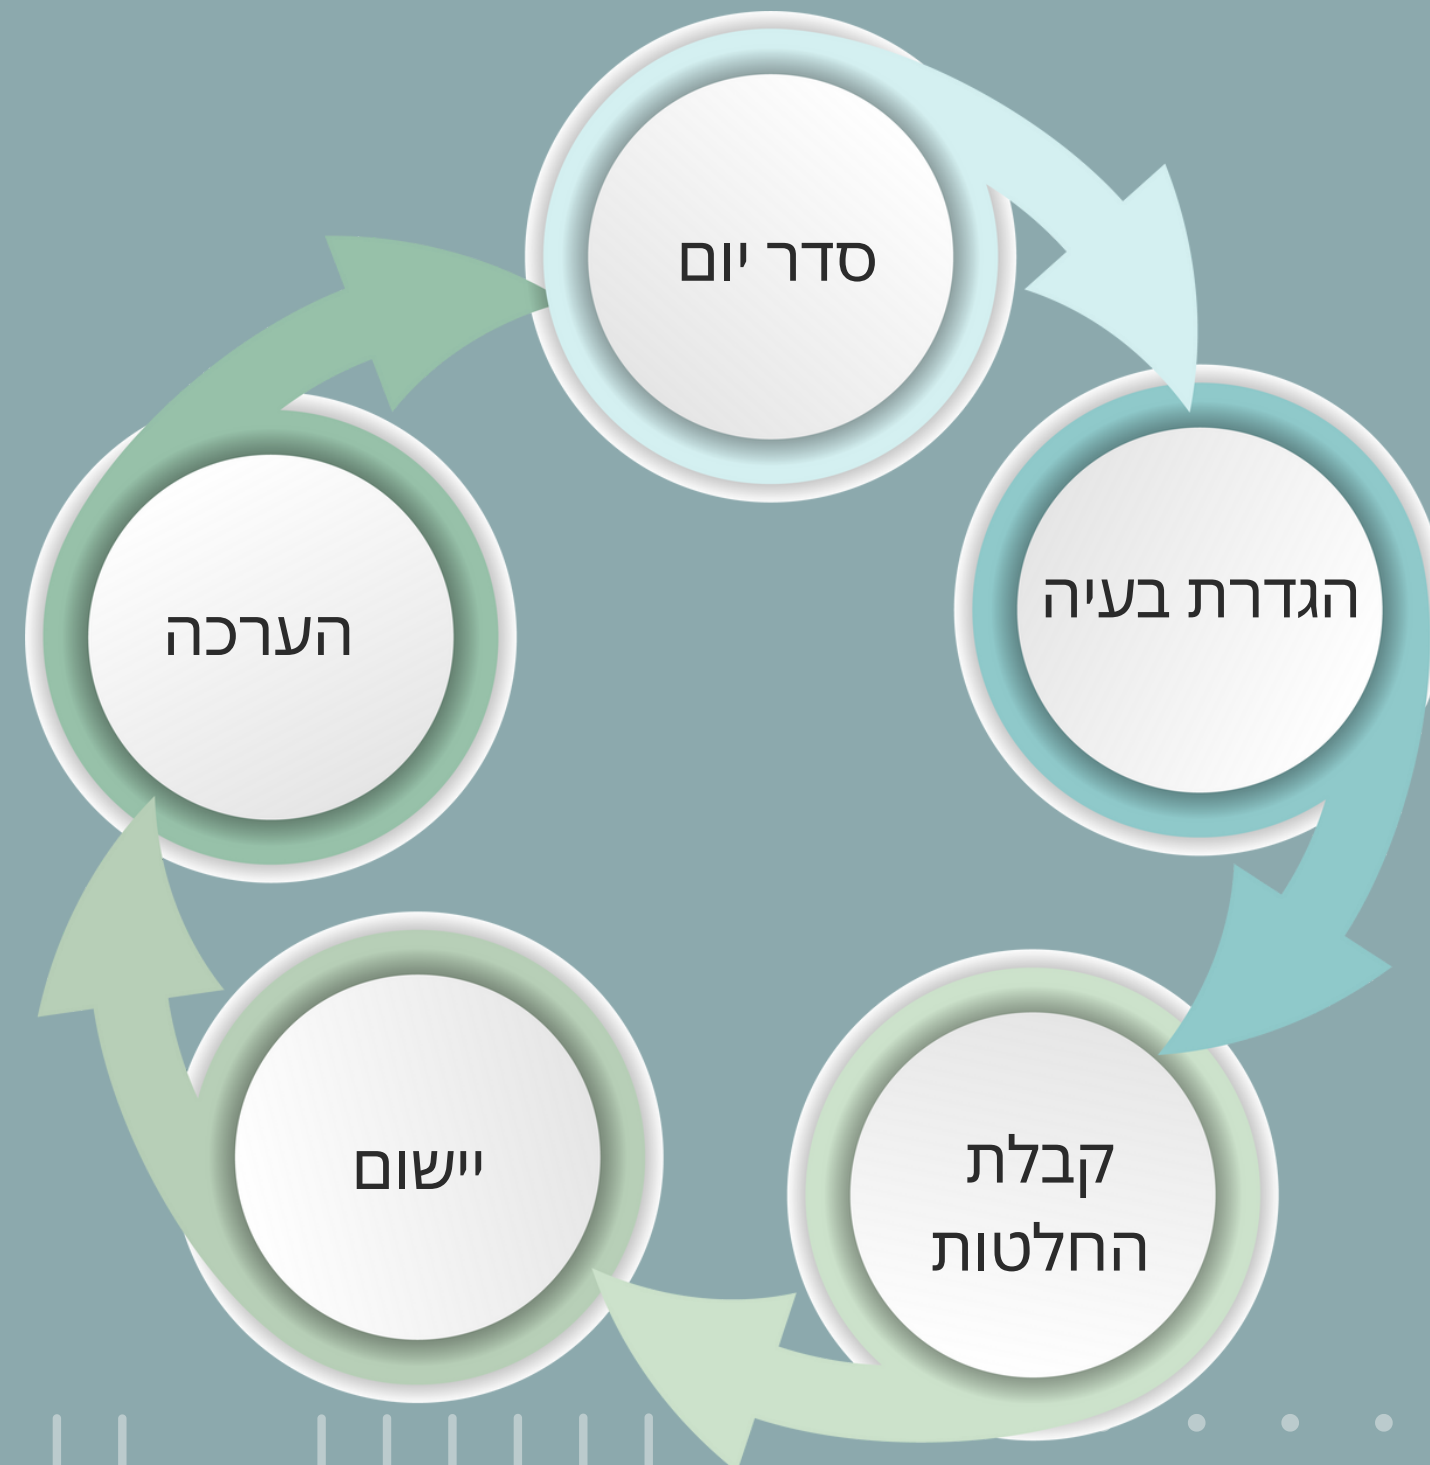 סדר יום
הגדרת בעיה
קבלת
החלטות
יישום
הערכה